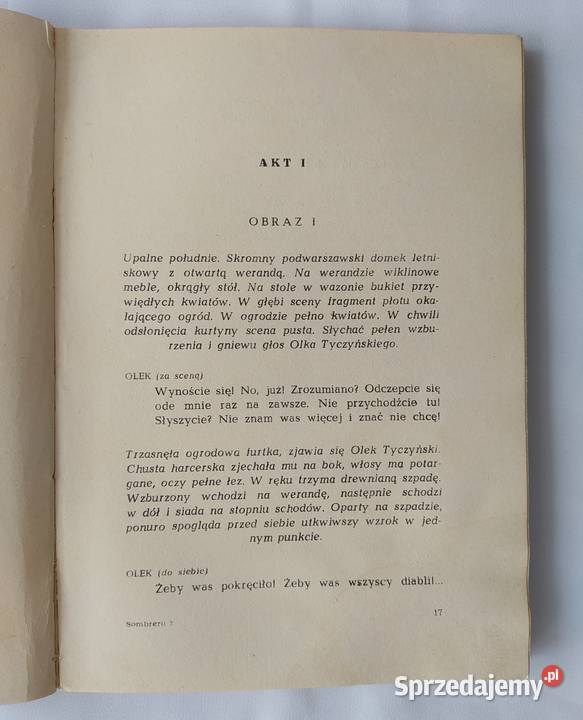 AKT I
OBRAZ I
Upalne południe. Skromny podwarszawski domek letni-
skowy z otwartą werandą. Na werandzie wiklinowe
meble, okrągły stół. Na stole w wazonie bukiet przy-
więdłych kwiatów. W głębi sceny fragment płotu oka-
lającego ogród. W ogrodzie pełno kwiatów. W chwili
odsłonięcia kurtyny scena pusta. Słychać pełen wzbu-
rzenia i gniewu głos Olka Tyczyńskiego.
OLEK (za sceną)
Wynoście się! No, już! Zrozumiano? Odczepcie się
ode mnie raz na zawsze. Nie przychodźcie tu!
Słyszycie? Nie znam was więcej i znać nie chcę!
Trzasnęła ogrodowa furtka, zjawia się Olek Tyczyński.
Chusta harcerska zjechała mu na bok, włosy ma potar-
gane, oczy pełne łez. W ręku trzyma drewnianą szpadę.
Wzburzony wchodzi na werandę, następnie schodzi
w dół i siada na stopniu schodów. Oparty na szpadzie,
ponuro spogląda przed siebie utkwiwszy wzrok w jed-
nym punkcie.
OLEK (do siebie)
Żeby was pokręciło! Żeby was wszyscy diabli!...
Sombrero 2
17
Sprzedajemy.pl